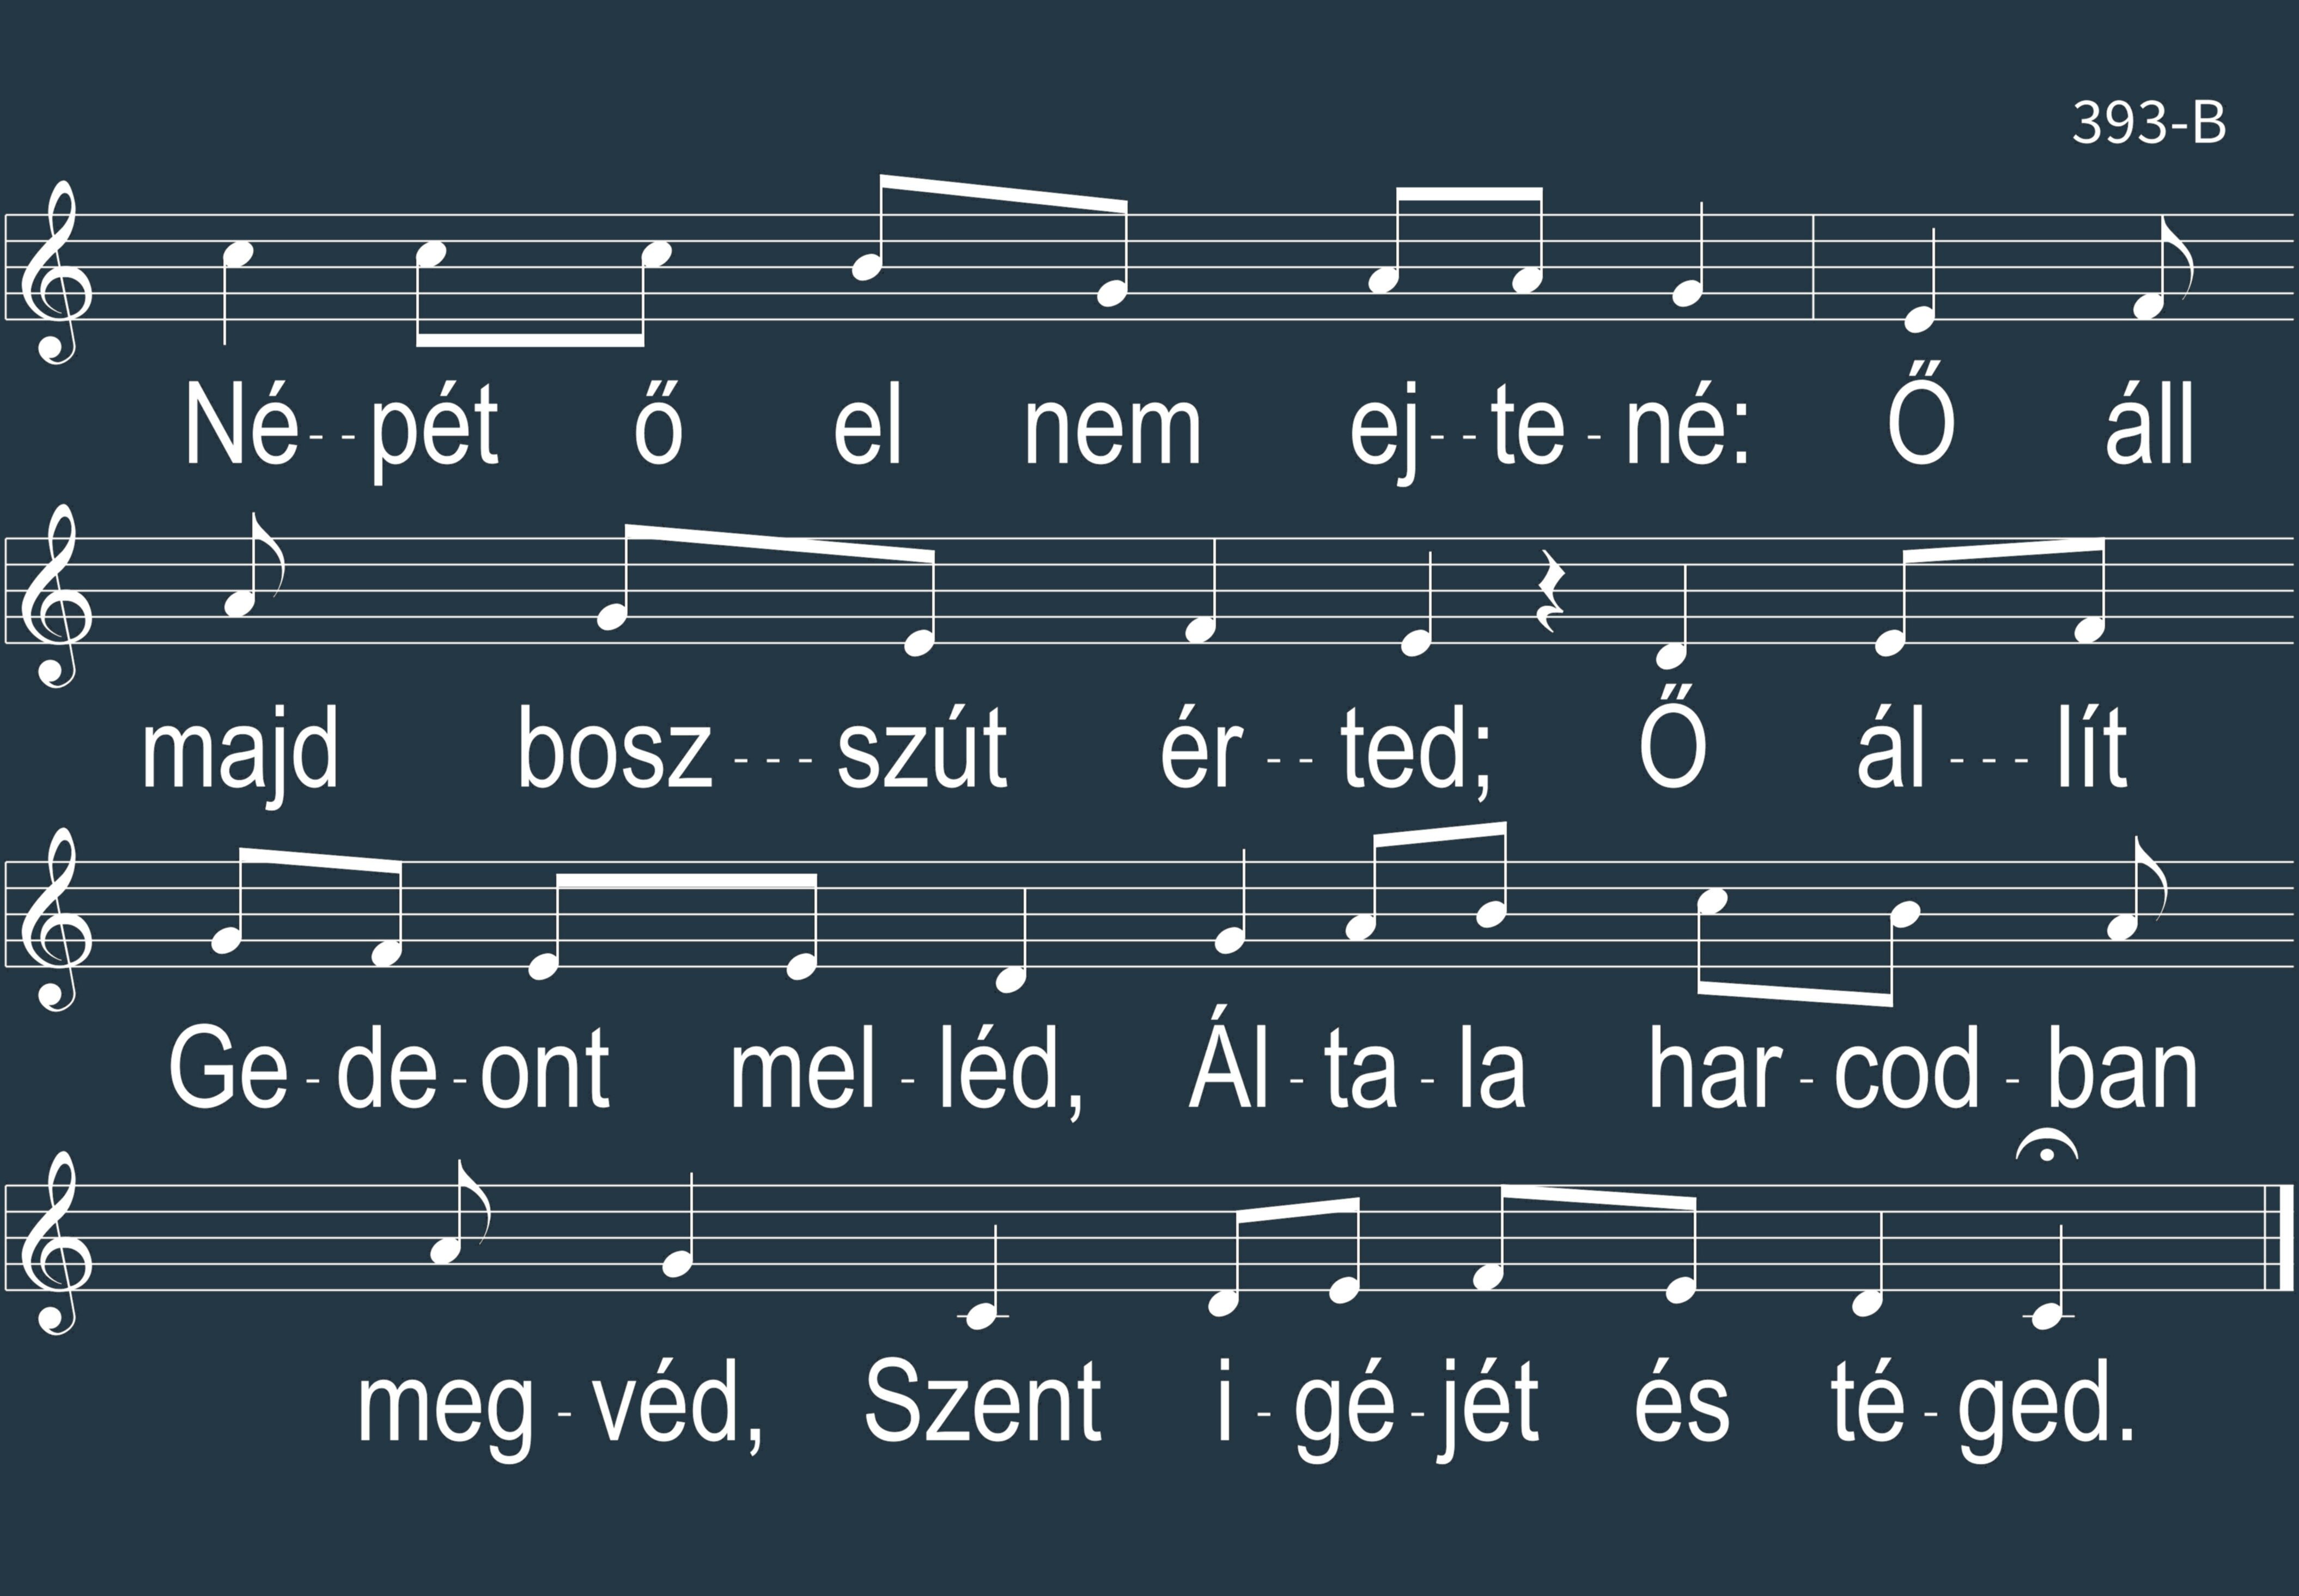 393-B
Né--pét ő el nem ej--te-né: Ő áll
majd bosz---szút ér--ted; Ő ál---lít
Ge-de-ont mel-léd, Ál-ta-la har-cod-ban
meg-véd, Szent i-gé-jét és té-ged.